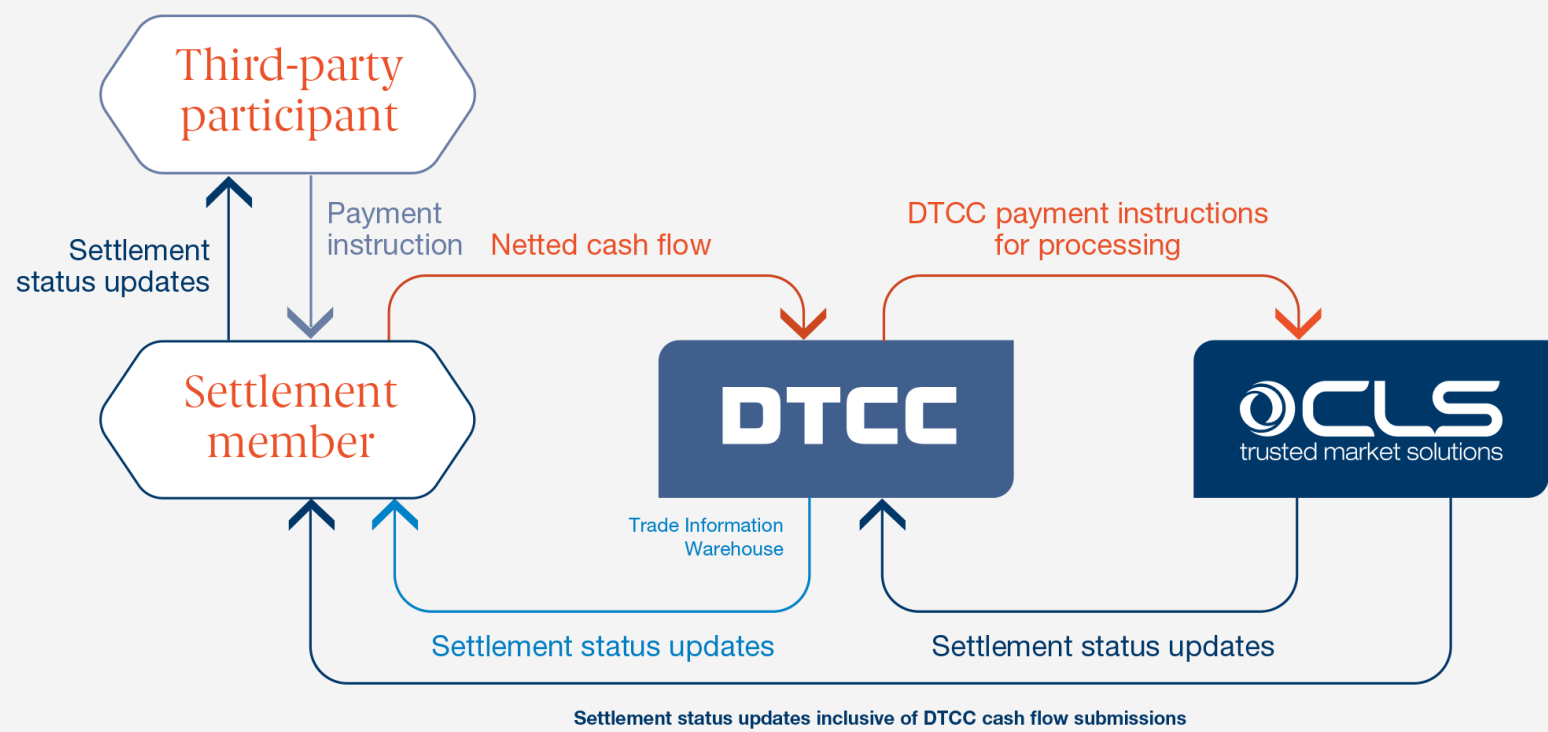 Third-party
participant
Payment
instruction
Settlement
status updates
Netted cash flow
DTCC payment instructions
for processing
Settlement
member
DTCC
CLS
trusted market solutions
Trade Information
Warehouse
Settlement status updates
Settlement status updates
Settlement status updates inclusive of DTCC cash flow submissions